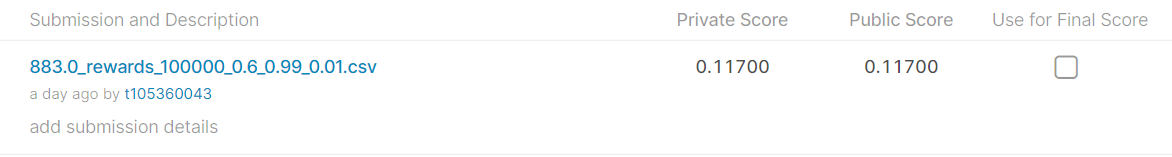 Submission and Description Private Score Public Score Use for Final Score
883.0_rewards_100000_0.6_0.99_0.01.csv 0.11700 0.11700
a day ago by t105360043
add submission details